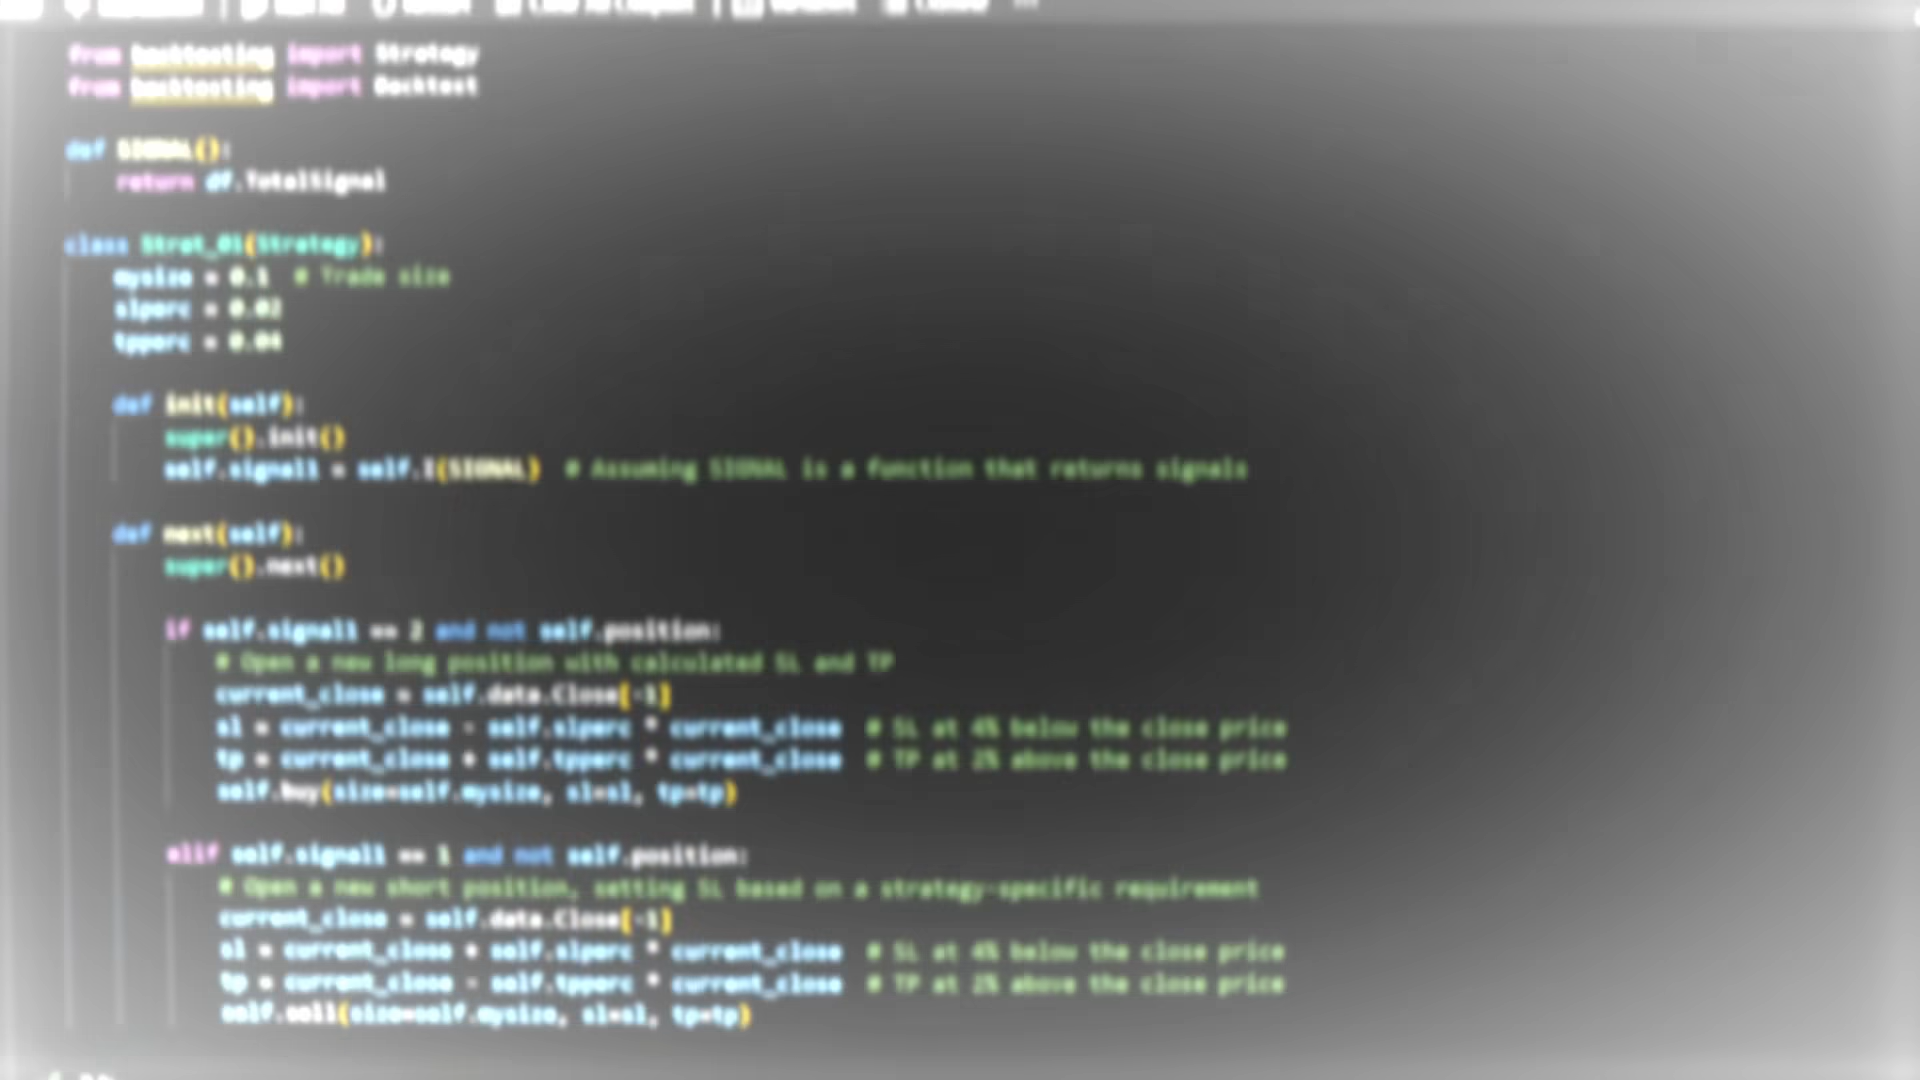 from backtesting import Strategy
from backtesting import Backtest
def SIGNAL():
return df.TotalSignal
class Strat_01(Strategy):
mysize = 0.1 # Trade size
slperc = 0.02
tpperc = 0.04
def init(self):
super().init()
self.signal1 = self.I(SIGNAL) # Assuming SIGNAL is a function that returns signals
def next(self):
super().next()
if self.signal1 == 2 and not self.position:
# Open a new long position with calculated SL and TP
current_close = self.data.Close[-1]
sl = current_close - self.slperc * current_close # SL at 4% below the close price
tp = current_close + self.tpperc * current_close # TP at 2% above the close price
self.buy(size=self.mysize, sl=sl, tp=tp)
elif self.signal1 == 1 and not self.position:
# Open a new short position, setting SL based on a strategy-specific requirement
current_close = self.data.Close[-1]
sl = current_close + self.slperc * current_close # SL at 4% below the close price
tp = current_close - self.tpperc * current_close # TP at 2% above the close price
self.sell(size=self.mysize, sl=sl, tp=tp)